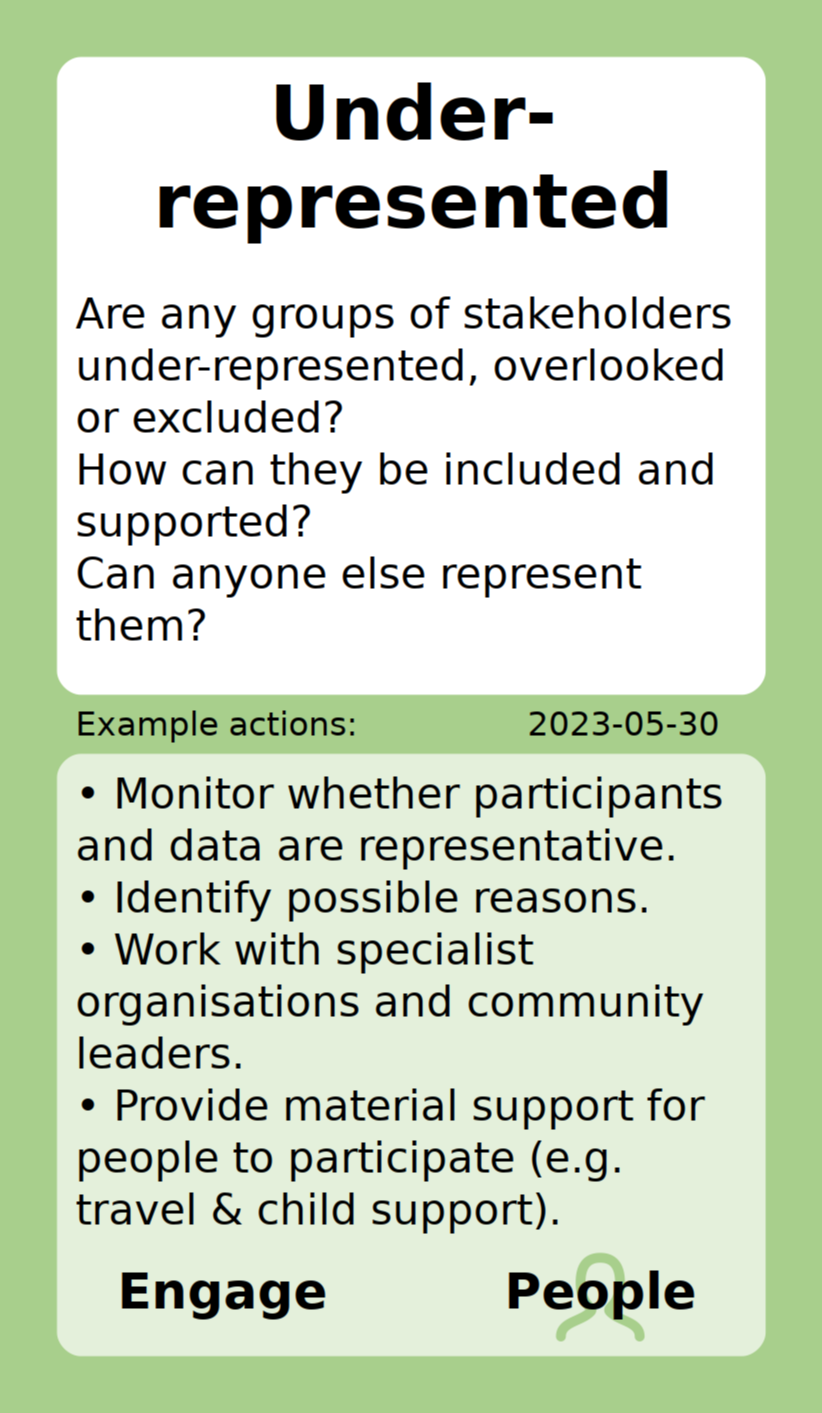 Under-
represented
Are any groups of stakeholders
under-represented, overlooked
or excluded?
How can they be included and
supported?
Can anyone else represent
them?
Example actions: 2023-05-30
• Monitor whether participants
and data are representative.
• Identify possible reasons.
• Work with specialist
organisations and community
leaders.
• Provide material support for
people to participate (e.g.
travel & child support).
Engage People